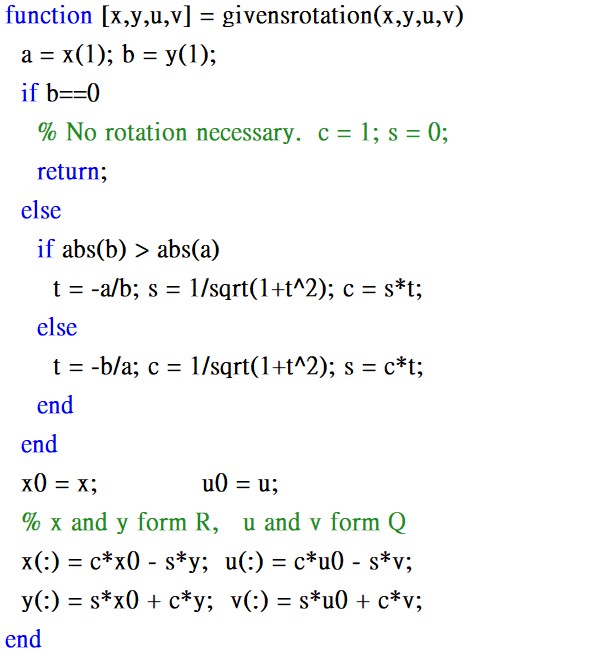 function [x,y,u,v] = givensrotation(x,y,u,v)
a = x(1); b = y(1);
if b==0
% No rotation necessary. c = 1; s = 0;
return;
else
if abs(b) > abs(a)
t = -a/b; s = 1/sqrt(1+t^2); c = s*t;
else
t = -b/a; c = 1/sqrt(1+t^2); s = c*t;
end
end
x0 = x; u0 = u;
% x and y form R, u and v form Q
x(:) = c*x0 - s*y; u(:) = c*u0 - s*v;
y(:) = s*x0 + c*y; v(:) = s*u0 + c*v;
end